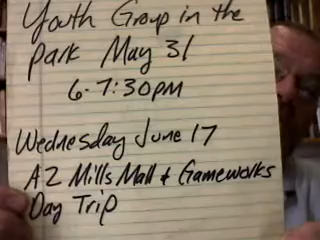 Youth Group in the
Park May 31
6-7:30PM
Wednesday June 17
AZ Mills Mall & Gameworks
Day Trip